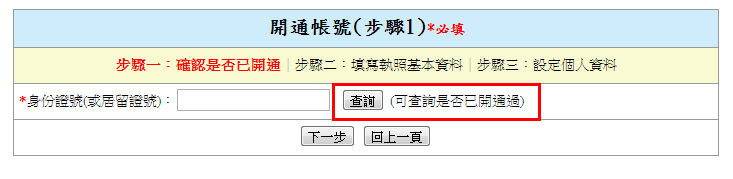 開通帳號(步驟1)*必填
步驟一：確認是否已開通｜步驟二：填寫執照基本資料｜步驟三：設定個人資料
*身份證號(或居留證號)： 查詢 (可查詢是否已開通過)
下一步 回上一頁